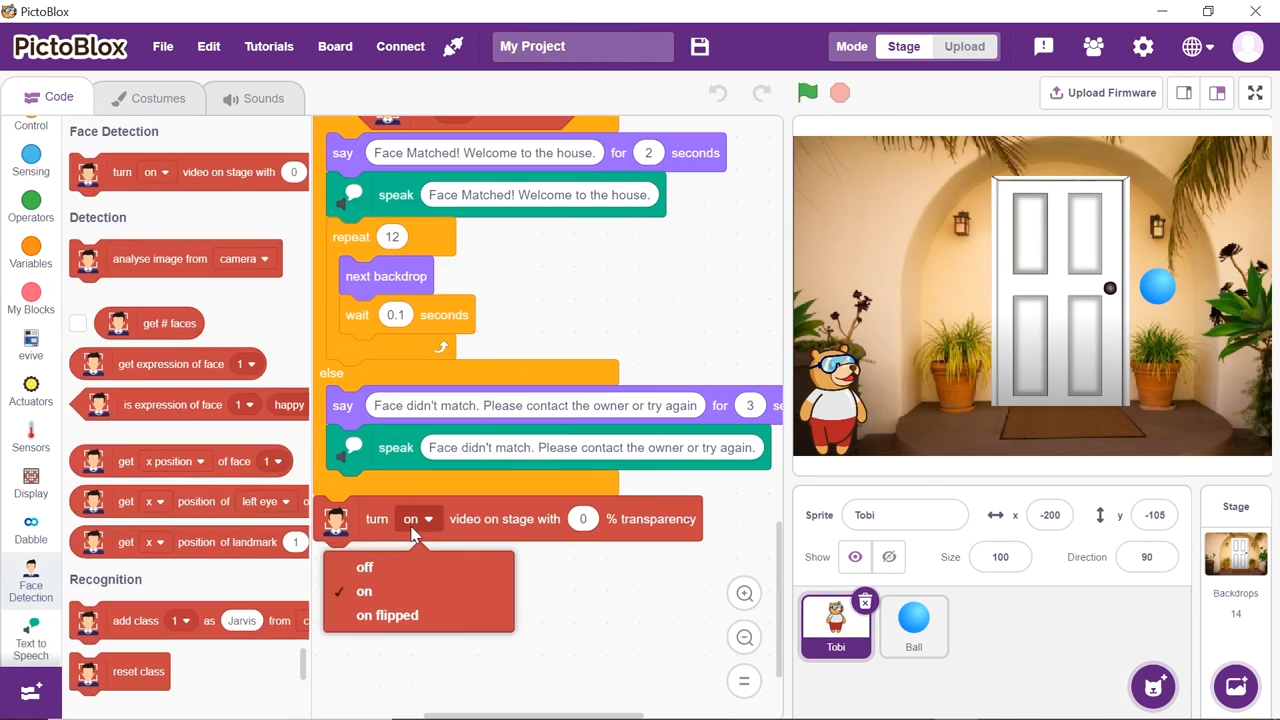 PictoBlox
PictoBlox File Edit Tutorials Board Connect My Project Mode Stage Upload
Code Costumes Sounds Upload Firmware
Control
Sensing
Operators
Variables
My Blocks
evive
Actuators
Sensors
Display
Dabble
Face
Detection
Text to
Speech
Face Detection
turn on video on stage with 0
Detection
analyse image from camera
get # faces
get expression of face 1
is expression of face 1 happy
get x position of face 1
get x position of left eye o
get x position of landmark 1
Recognition
add class 1 as Jarvis from c
reset class
say Face Matched! Welcome to the house. for 2 seconds
speak Face Matched! Welcome to the house.
repeat 12
next backdrop
wait 0.1 seconds
else
say Face didn't match. Please contact the owner or try again for 3 se
speak Face didn't match. Please contact the owner or try again.
turn on video on stage with 0 % transparency
off
✓ on
on flipped
Sprite Tobi x -200 y -105
Show Size 100 Direction 90
Tobi
Ball
Stage
Backdrops
14